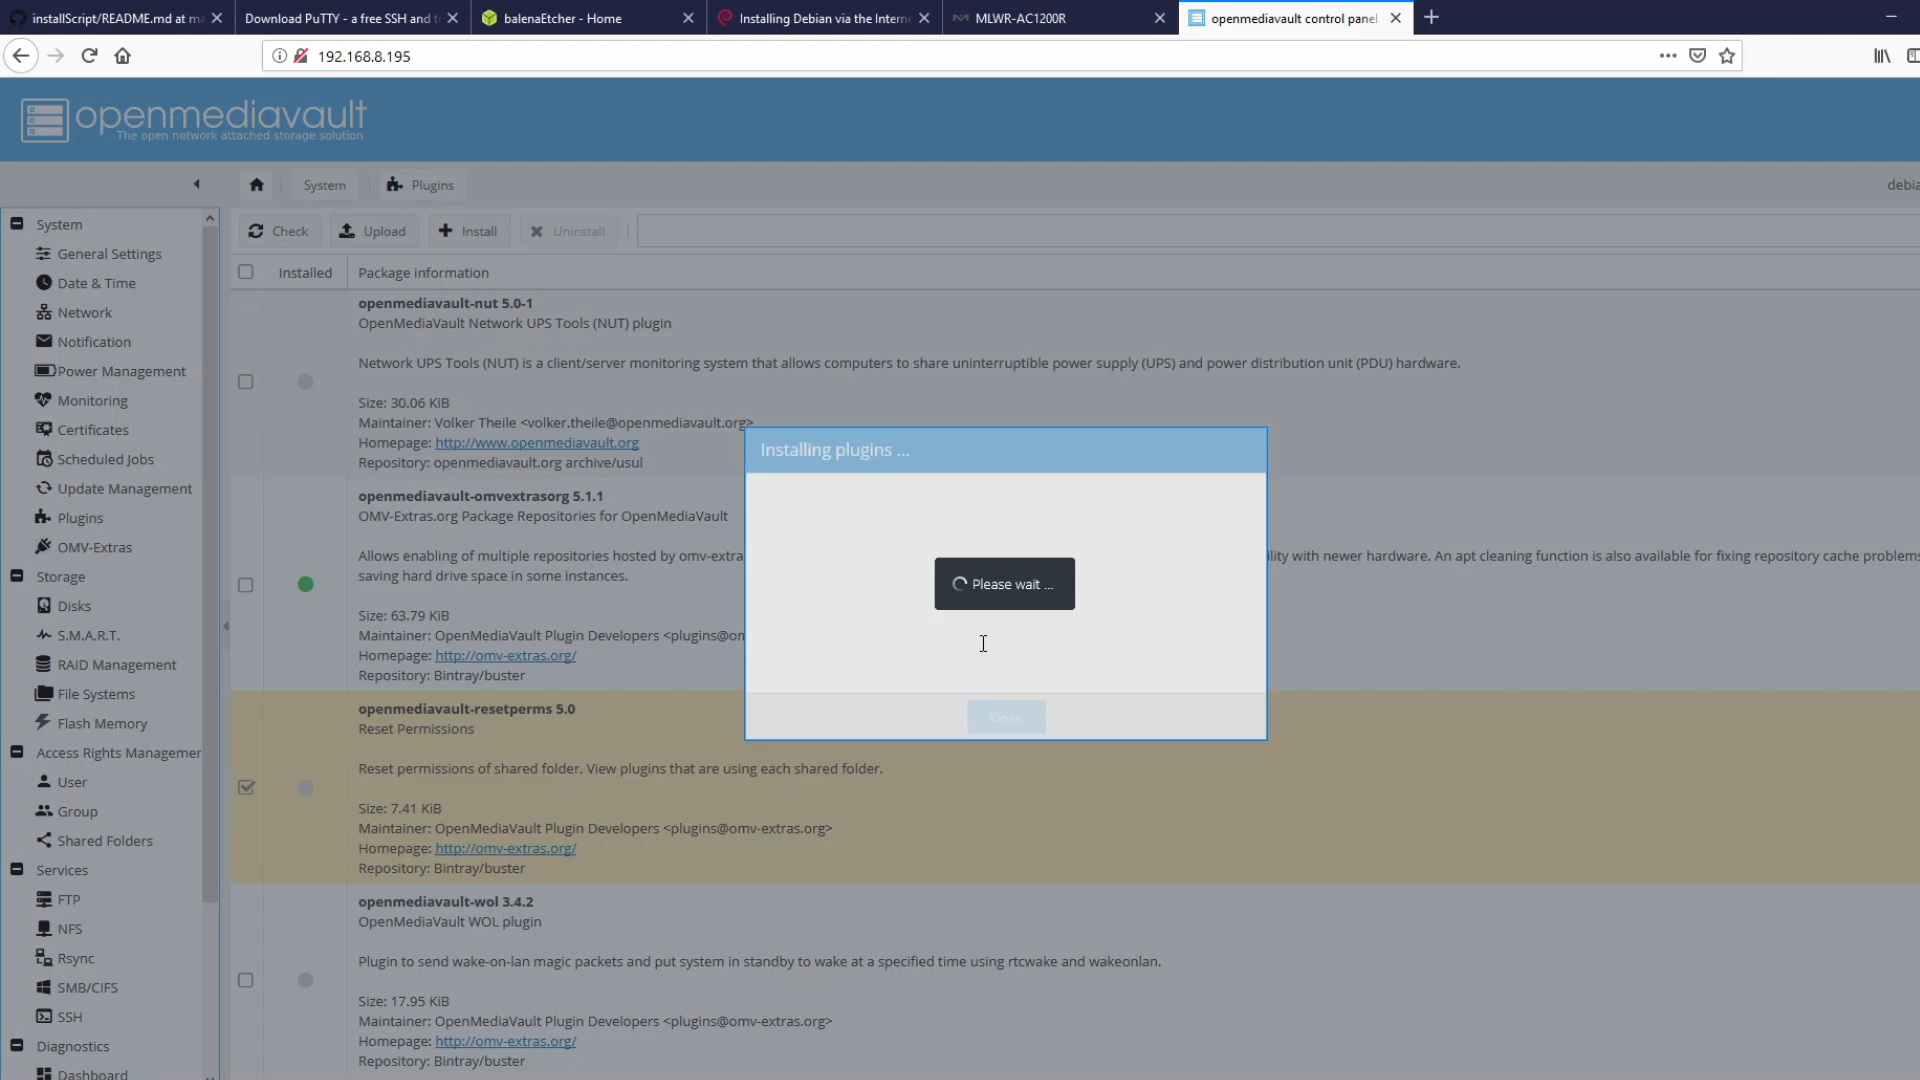 installScript/README.md at ma
Download PuTTY - a free SSH and t
balenaEtcher - Home
Installing Debian via the Intern
MLWR-AC1200R
openmediavault control panel
192.168.8.195
openmediavault
The open network attached storage solution
System
Plugins
debia
System
General Settings
Date & Time
Network
Notification
Power Management
Monitoring
Certificates
Scheduled Jobs
Update Management
Plugins
OMV-Extras
Storage
Disks
S.M.A.R.T.
RAID Management
File Systems
Flash Memory
Access Rights Managemen
User
Group
Shared Folders
Services
FTP
NFS
Rsync
SMB/CIFS
SSH
Diagnostics
Dashboard
Check
Upload
Install
Uninstall
Installed
Package information
openmediavault-nut 5.0-1
OpenMediaVault Network UPS Tools (NUT) plugin
Network UPS Tools (NUT) is a client/server monitoring system that allows computers to share uninterruptible power supply (UPS) and power distribution unit (PDU) hardware.
Size: 30.06 KiB
Maintainer: Volker Theile <volker.theile@openmediavault.org>
Homepage: http://www.openmediavault.org
Repository: openmediavault.org archive/usul
openmediavault-omvextrasorg 5.1.1
OMV-Extras.org Package Repositories for OpenMediaVault
Allows enabling of multiple repositories hosted by omv-extra
ility with newer hardware. An apt cleaning function is also available for fixing repository cache problems
saving hard drive space in some instances.
Size: 63.79 KiB
Maintainer: OpenMediaVault Plugin Developers <plugins@om
Homepage: http://omv-extras.org/
Repository: Bintray/buster
openmediavault-resetperms 5.0
Reset Permissions
Reset permissions of shared folder. View plugins that are using each shared folder.
Size: 7.41 KiB
Maintainer: OpenMediaVault Plugin Developers <plugins@omv-extras.org>
Homepage: http://omv-extras.org/
Repository: Bintray/buster
openmediavault-wol 3.4.2
OpenMediaVault WOL plugin
Plugin to send wake-on-lan magic packets and put system in standby to wake at a specified time using rtcwake and wakeonlan.
Size: 17.95 KiB
Maintainer: OpenMediaVault Plugin Developers <plugins@omv-extras.org>
Homepage: http://omv-extras.org/
Repository: Bintray/buster
Installing plugins ...
Please wait ...
Close